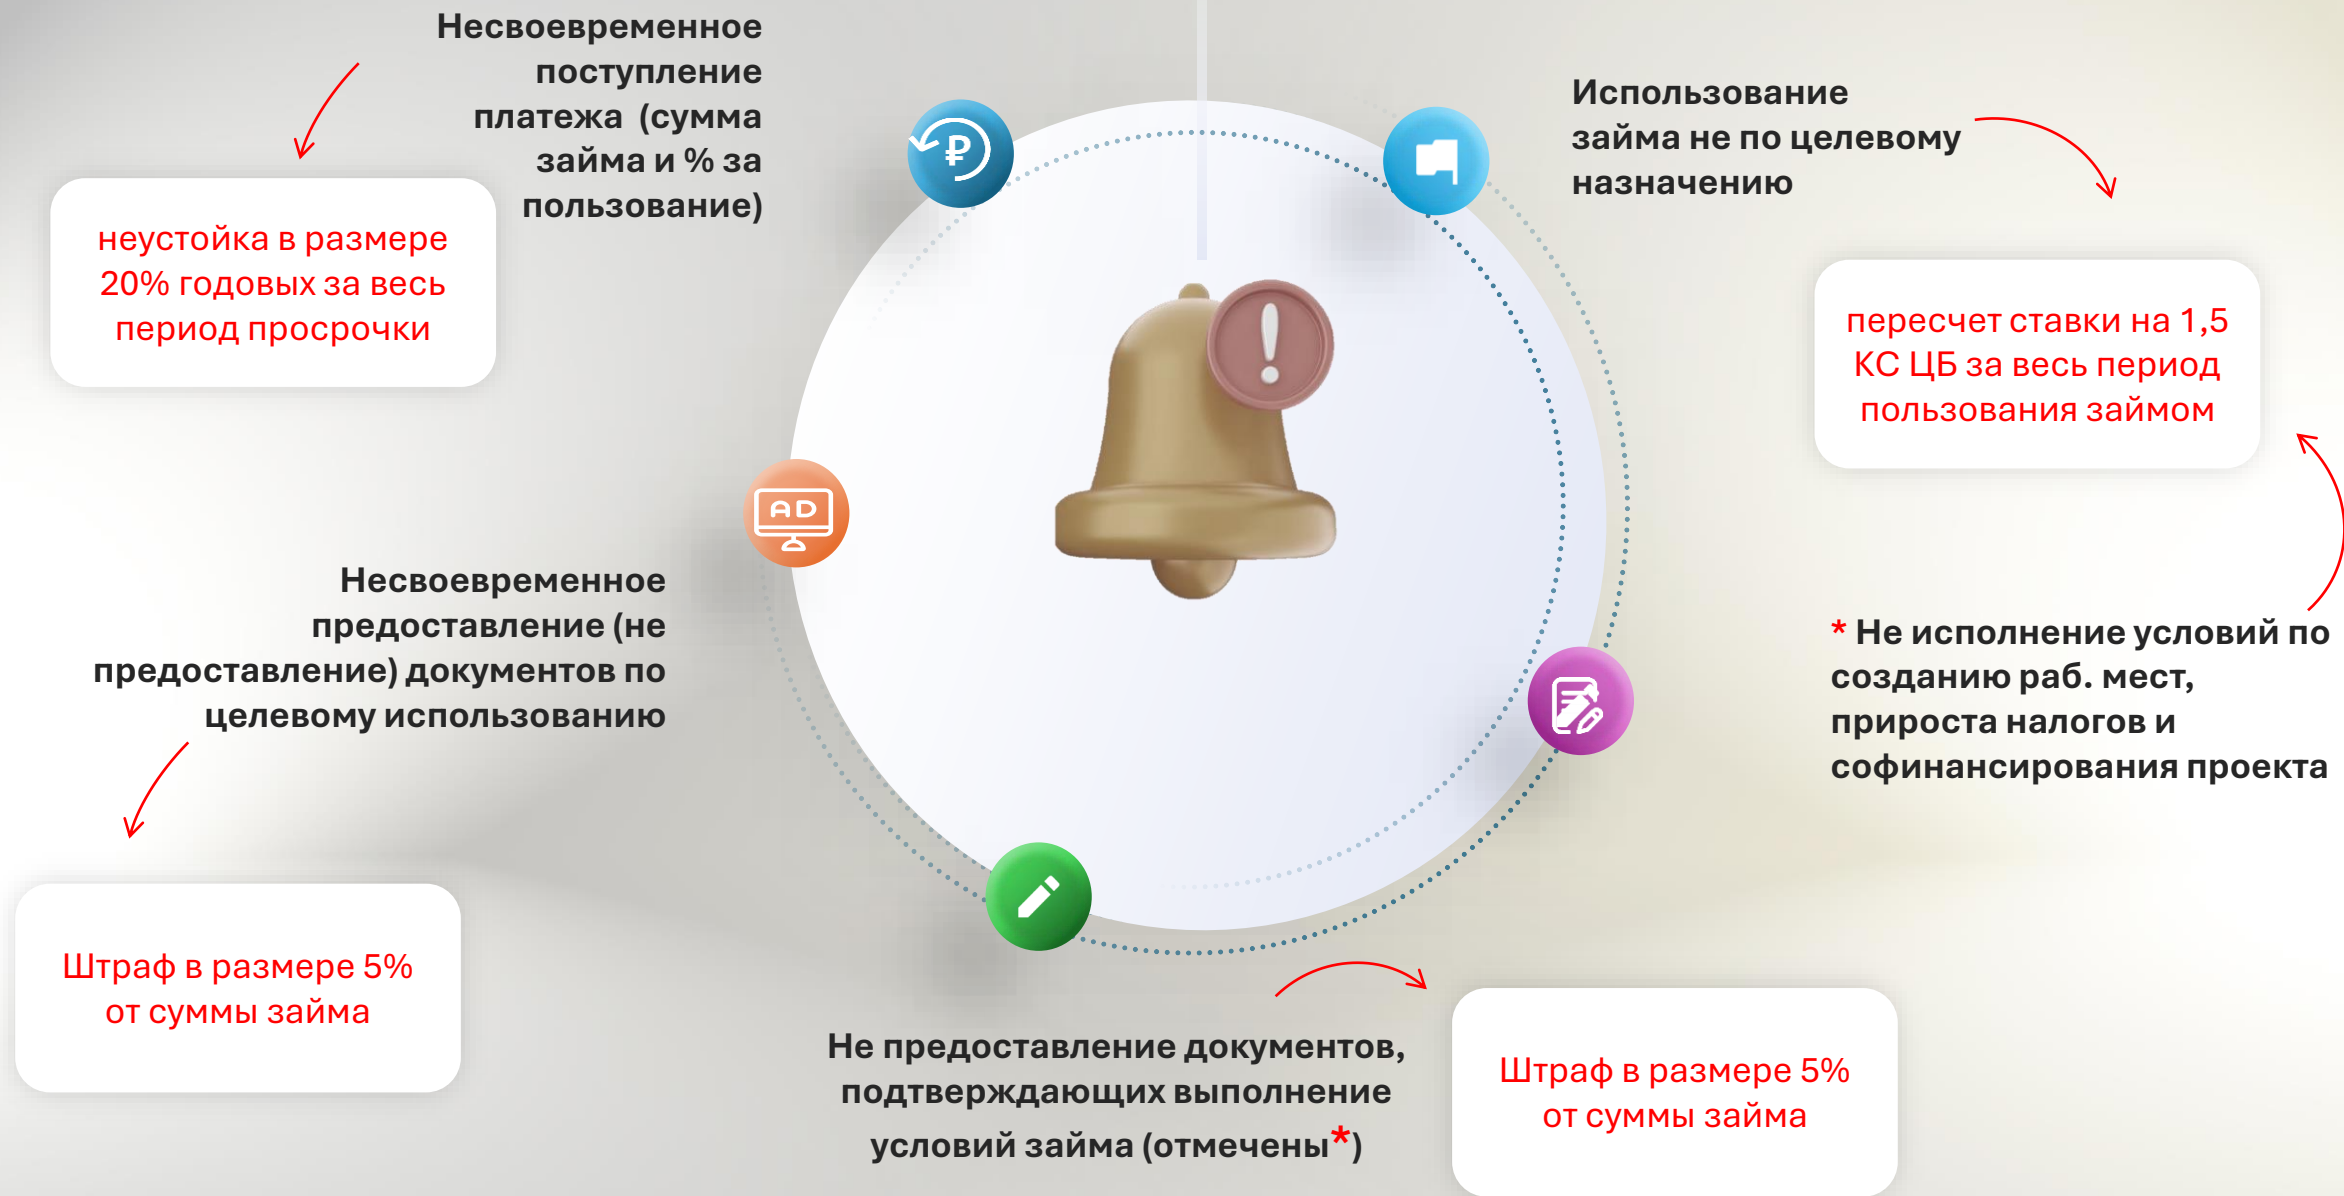 Несвоевременное
поступление
платежа (сумма
займа и % за
пользование)
неустойка в размере
20% годовых за весь
период просрочки
₽
Использование
займа не по целевому
назначению
пересчет ставки на 1,5
КС ЦБ за весь период
пользования займом
AD
Несвоевременное
предоставление (не
предоставление) документов по
целевому использованию
Штраф в размере 5%
от суммы займа
* Не исполнение условий по
созданию раб. мест,
прироста налогов и
софинансирования проекта
Не предоставление документов,
подтверждающих выполнение
условий займа (отмечены*)
Штраф в размере 5%
от суммы займа